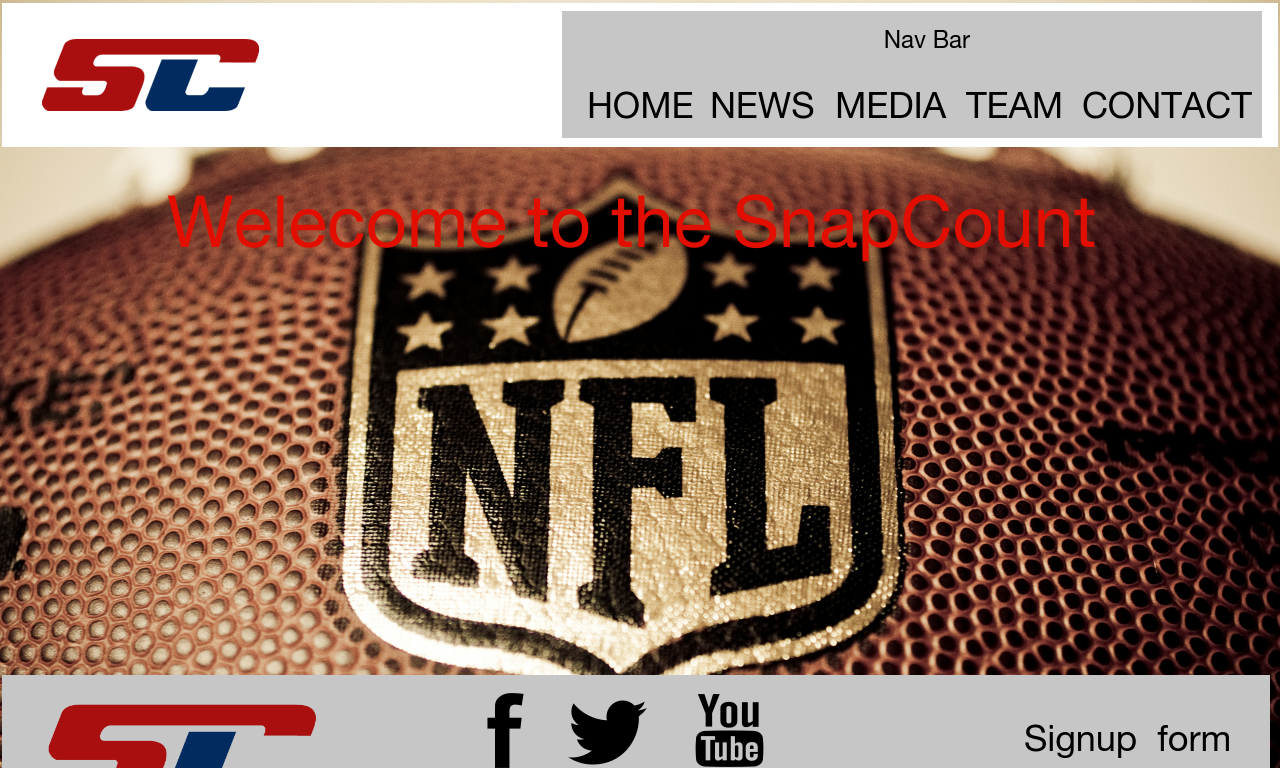 SC
Nav Bar
HOME NEWS MEDIA TEAM CONTACT
Welecome to the SnapCount
NFL
SC
You
Tube
Signup form